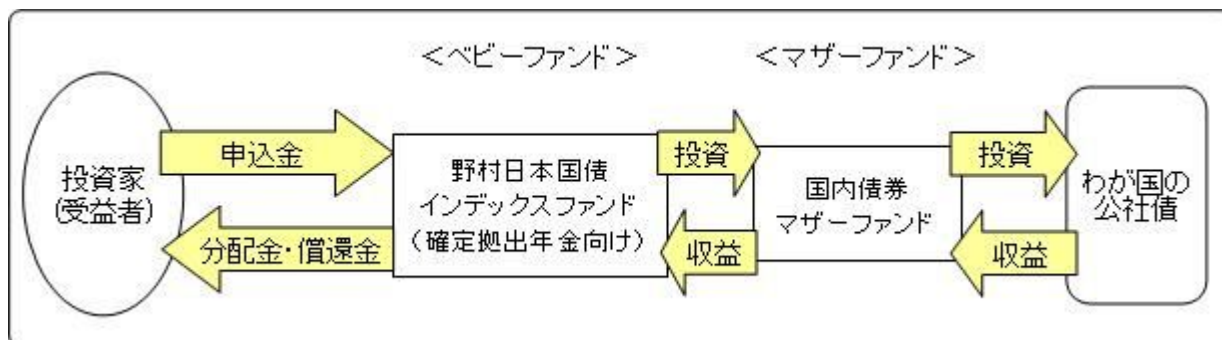 ＜ベビーファンド＞
＜マザーファンド＞
投資家
(受益者)
申込金
分配金・償還金
野村日本国債
インデックスファンド
（確定拠出年金向け）
投資
収益
国内債券
マザーファンド
投資
収益
わが国の
公社債